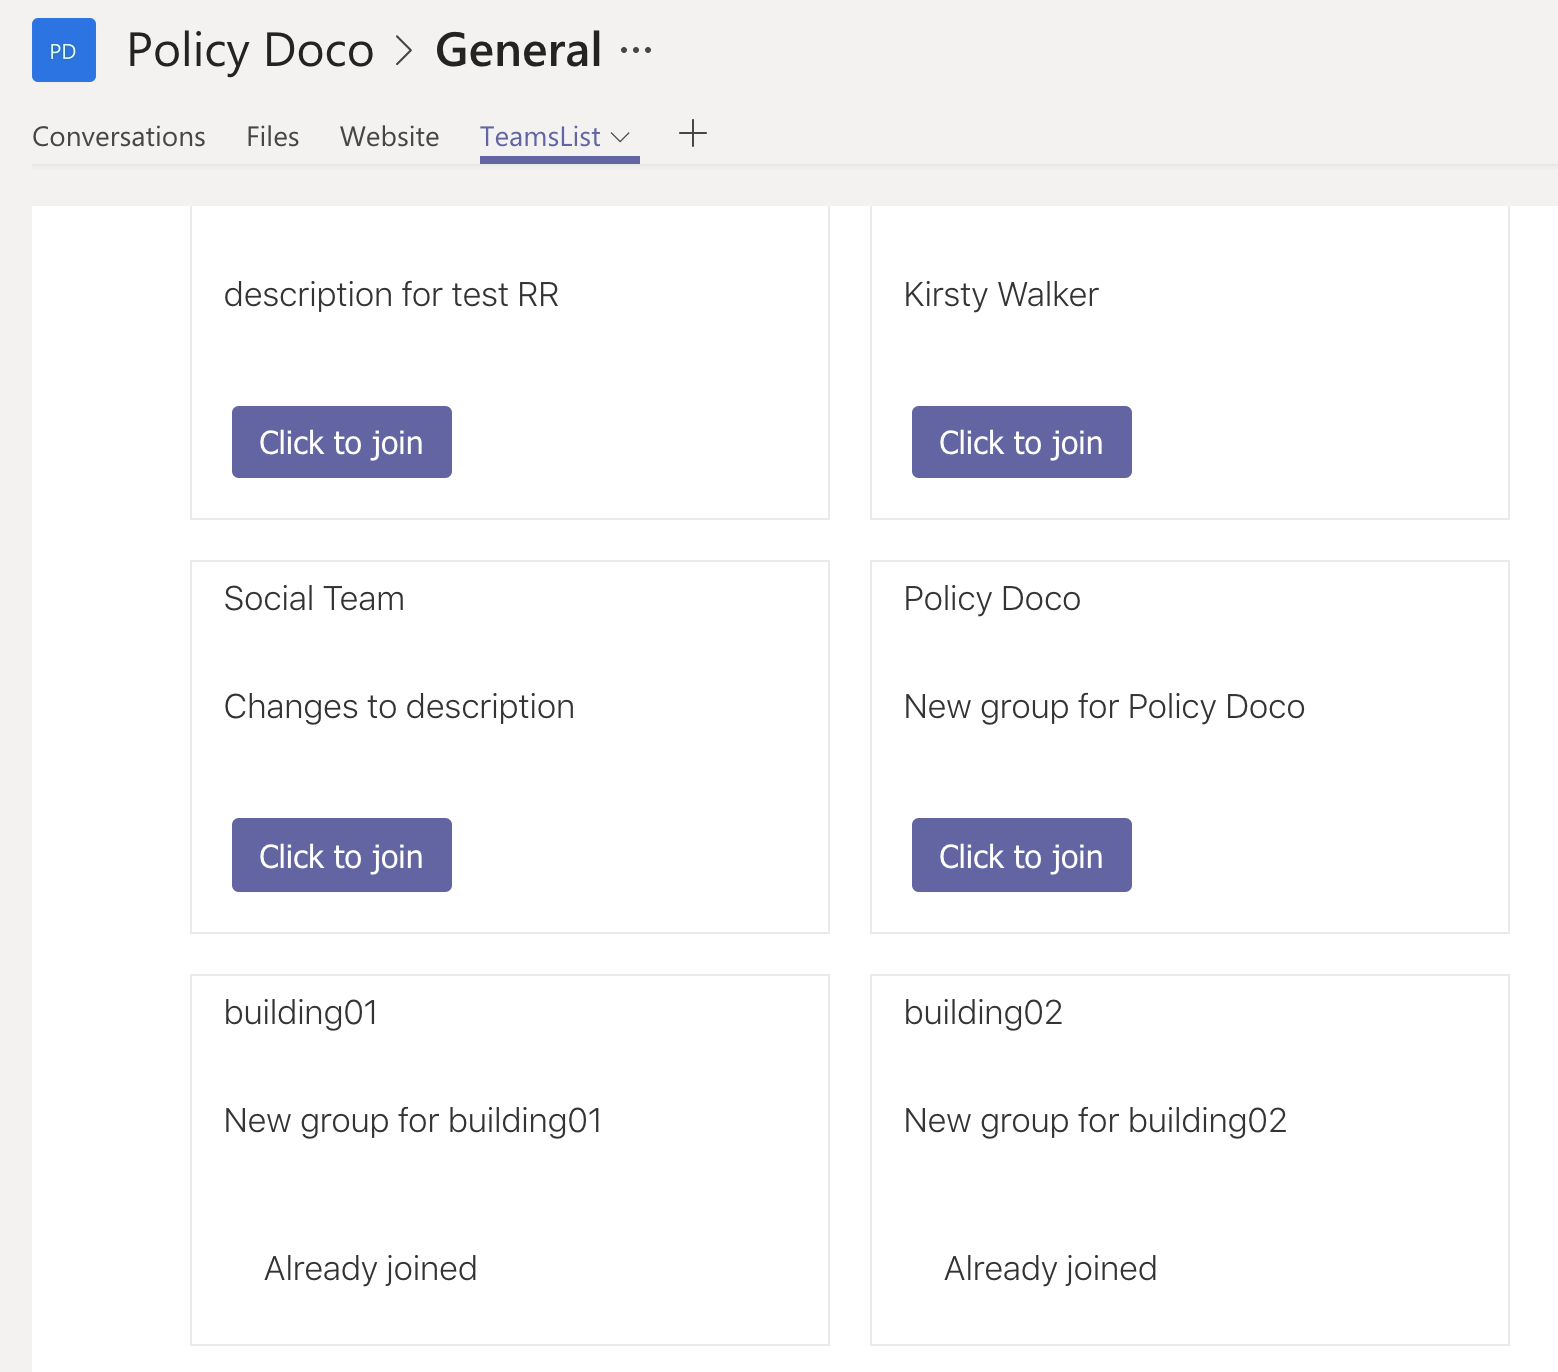 PD
Policy Doco > General ···
Conversations Files Website TeamsList
description for test RR
Kirsty Walker
Click to join
Click to join
Social Team
Policy Doco
Changes to description
New group for Policy Doco
Click to join
Click to join
building01
building02
New group for building01
New group for building02
Already joined
Already joined